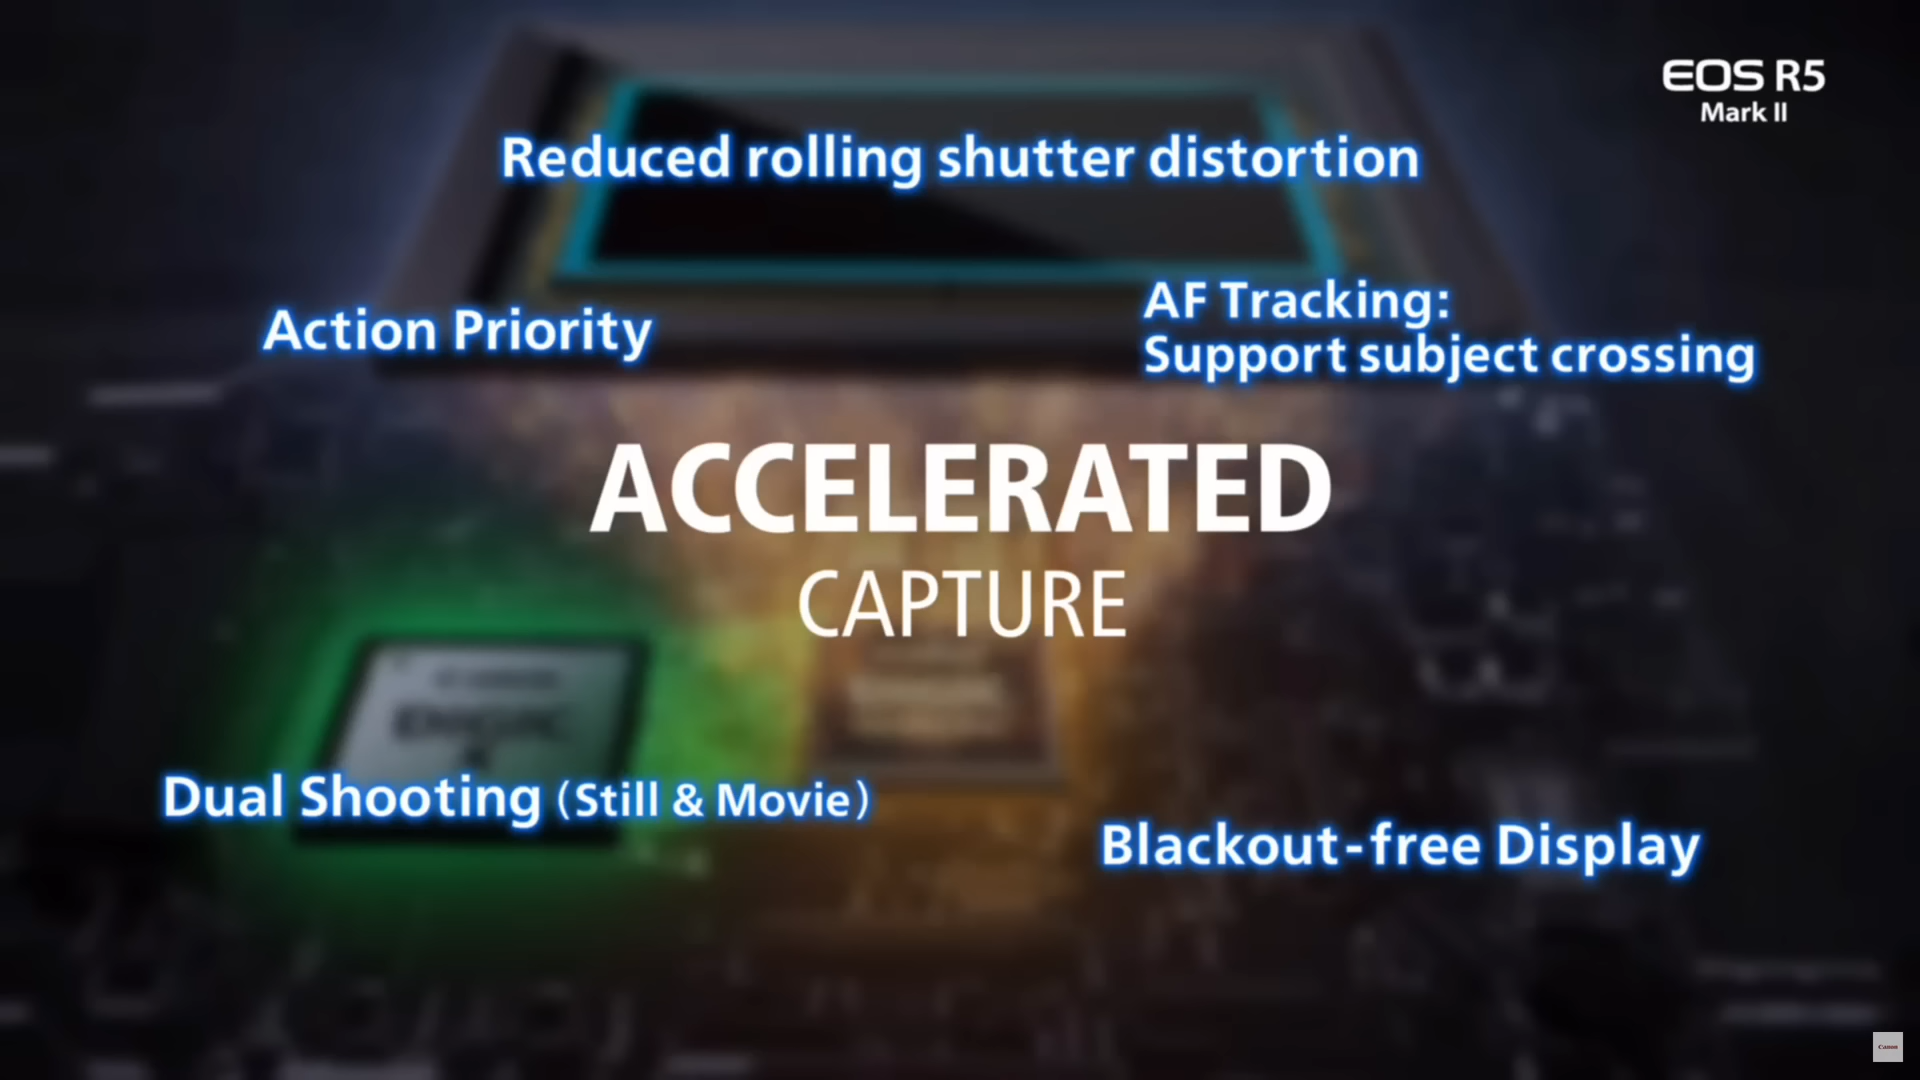 EOS R5
Mark II
Reduced rolling shutter distortion
Action Priority
AF Tracking:
Support subject crossing
ACCELERATED
CAPTURE
Dual Shooting (Still & Movie)
Blackout-free Display
Canon